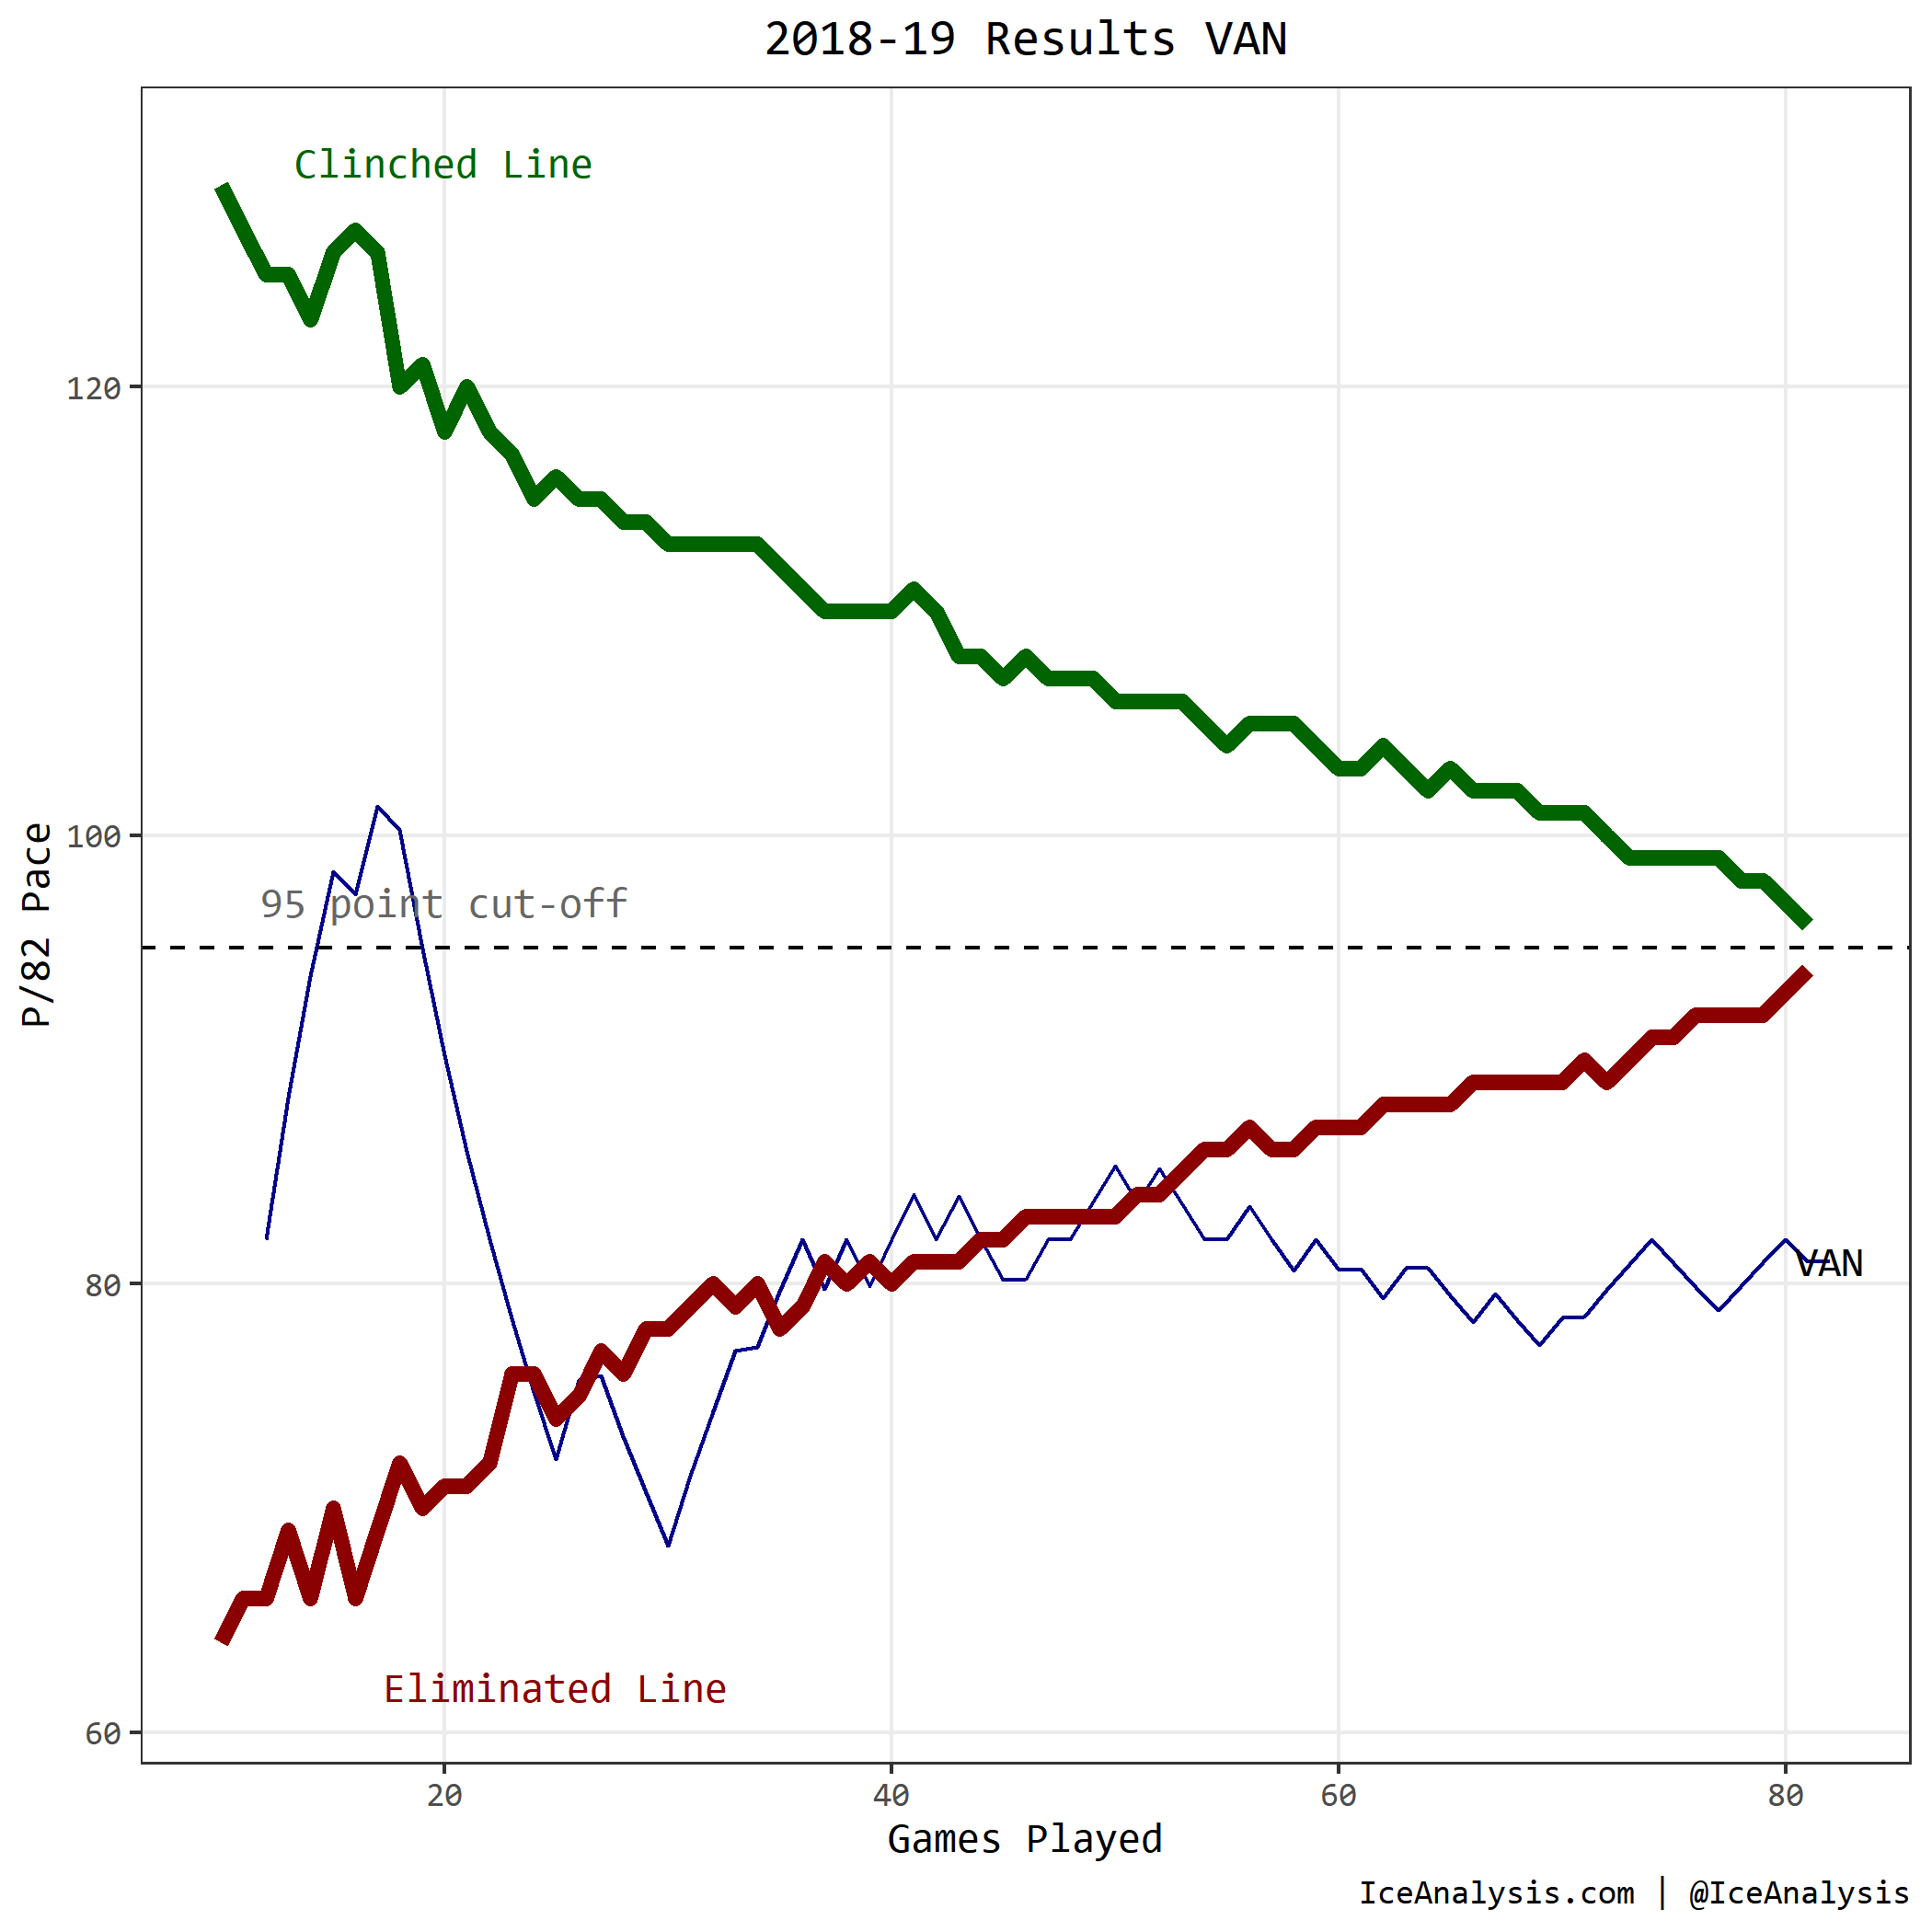 2018-19 Results VAN
Clinched Line
120
P/82 Pace
100
95 point cut-off
80
VAN
Eliminated Line
60
20 40 60 80
Games Played
IceAnalysis.com | @IceAnalysis